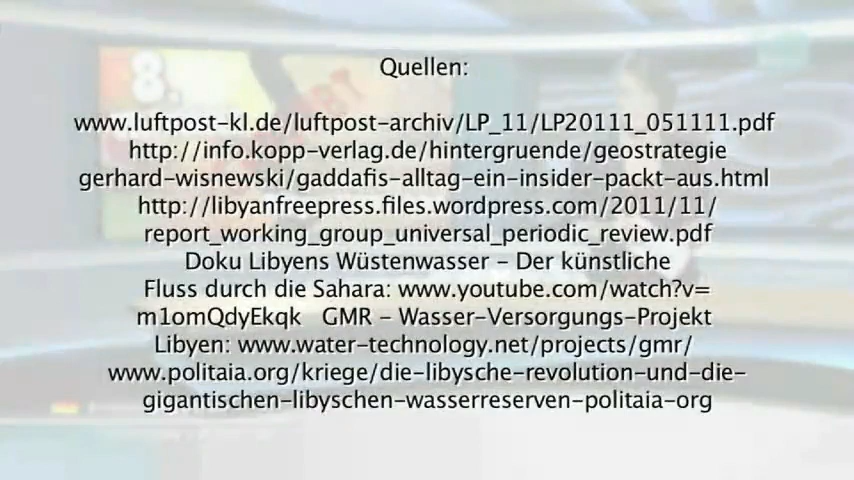 Quellen:
www.luftpost-kl.de/luftpost-archiv/LP_11/LP20111_051111.pdf
http://info.kopp-verlag.de/hintergruende/geostrategie
gerhard-wisnewski/gaddafis-alltag-ein-insider-packt-aus.html
http://libyanfreepress.files.wordpress.com/2011/11/
report_working_group_universal_periodic_review.pdf
Doku Libyens Wüstenwasser – Der künstliche
Fluss durch die Sahara: www.youtube.com/watch?v=
m1omQdyEkqk   GMR – Wasser-Versorgungs-Projekt
Libyen: www.water-technology.net/projects/gmr/
www.politaia.org/kriege/die-libysche-revolution-und-die-
gigantischen-libyschen-wasserreserven-politaia-org
8.